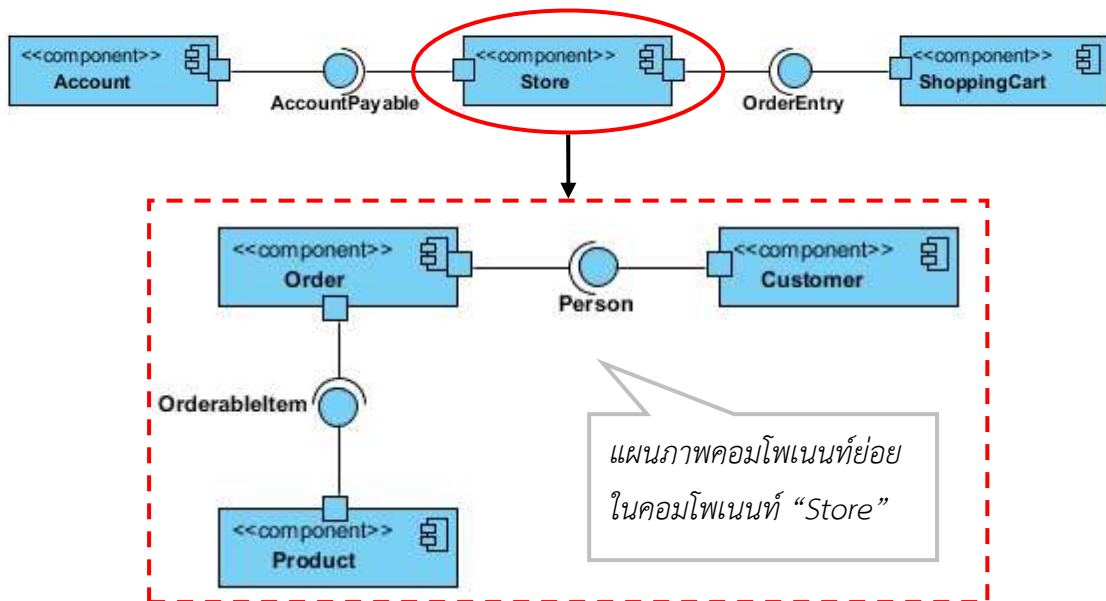 <<component>>
Account
AccountPayable
<<component>>
Store
OrderEntry
<<component>>
ShoppingCart
<<component>>
Order
Person
<<component>>
Customer
OrderableItem
<<component>>
Product
แผนภาพคอมโพเนนท์ย่อย
ในคอมโพเนนท์ “Store”